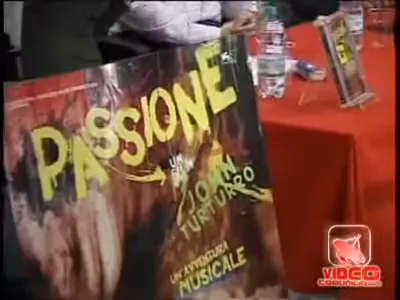 PASSIONE
UN
FILM DI
JOHN
TURTURRO
UN'AVVENTURA
MUSICALE
VIDEO
COMUNICAZIONI